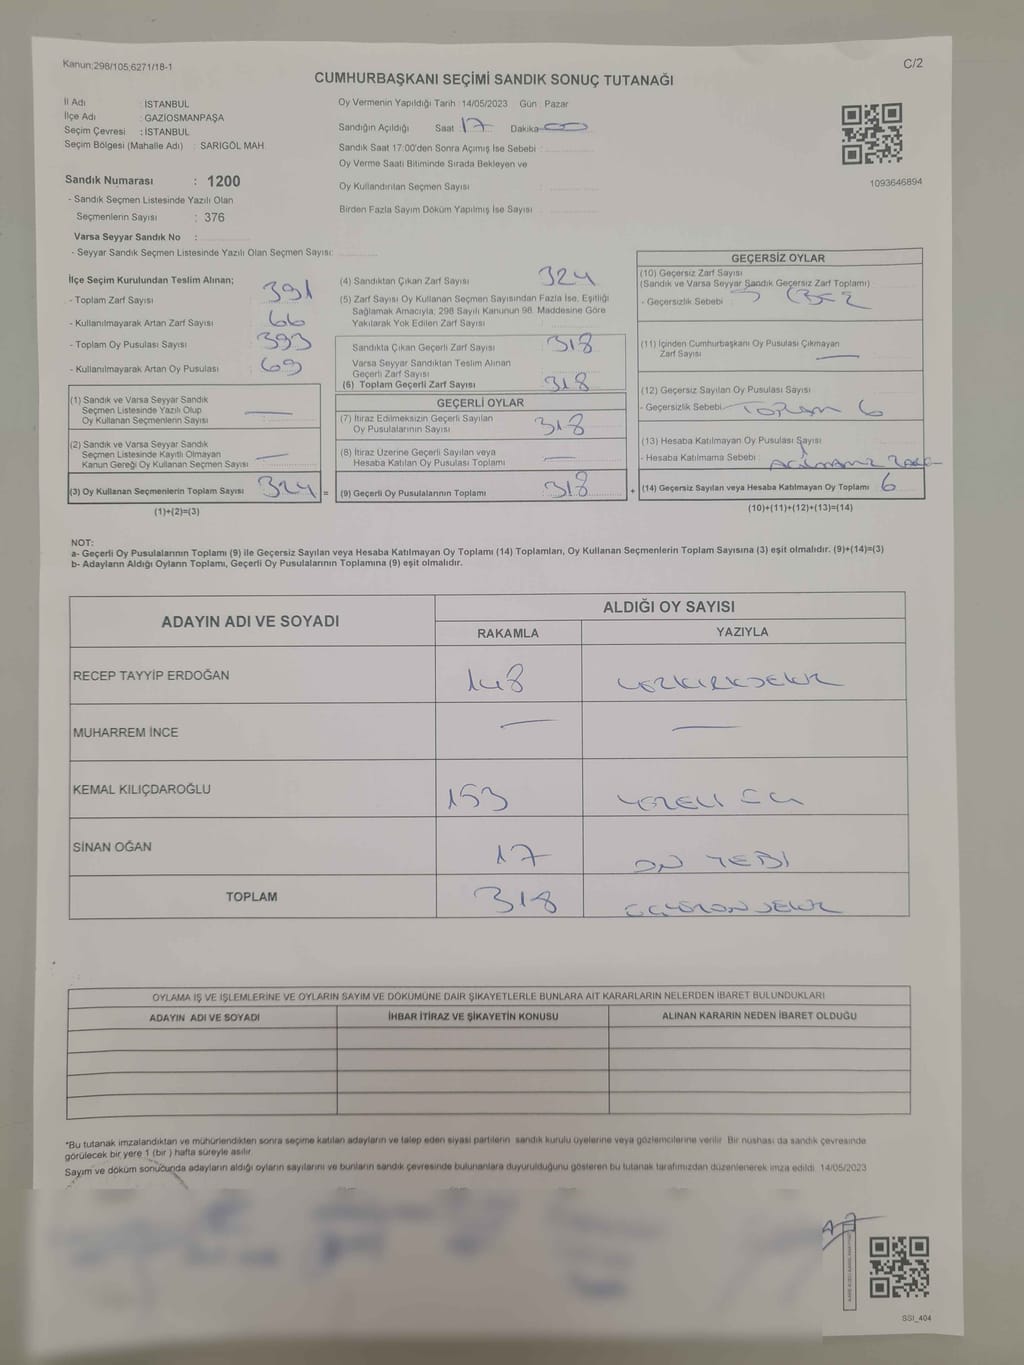 Kanun:298/105;6271/18-1
C/2
CUMHURBAŞKANI SEÇİMİ SANDIK SONUÇ TUTANAĞI
İl Adı : İSTANBUL
İlçe Adı : GAZİOSMANPAŞA
Seçim Çevresi : İSTANBUL
Seçim Bölgesi (Mahalle Adı) : SARIGÖL MAH.
Sandık Numarası : 1200
- Sandık Seçmen Listesinde Yazılı Olan
Seçmenlerin Sayısı : 376
Varsa Seyyar Sandık No :
- Seyyar Sandık Seçmen Listesinde Yazılı Olan Seçmen Sayısı:
Oy Vermenin Yapıldığı Tarih : 14/05/2023 Gün : Pazar
Sandığın Açıldığı Saat : 17 Dakika 00
Sandık Saat 17:00'den Sonra Açılmış İse Sebebi :
Oy Verme Saati Bitiminde Sırada Bekleyen ve
Oy Kullandırılan Seçmen Sayısı :
Birden Fazla Sayım Döküm Yapılmış İse Sayısı :
1093646894
İlçe Seçim Kurulundan Teslim Alınan;
- Toplam Zarf Sayısı : 391
- Kullanılmayarak Artan Zarf Sayısı : 66
- Toplam Oy Pusulası Sayısı : 393
- Kullanılmayarak Artan Oy Pusulası : 69
(1) Sandık ve Varsa Seyyar Sandık
Seçmen Listesinde Yazılı Olup
Oy Kullanan Seçmenlerin Sayısı —
(2) Sandık ve Varsa Seyyar Sandık
Seçmen Listesinde Kayıtlı Olmayan
Kanun Gereği Oy Kullanan Seçmen Sayısı —
(3) Oy Kullanan Seçmenlerin Toplam Sayısı 324 =
(1)+(2)=(3)
(4) Sandıktan Çıkan Zarf Sayısı 324
(5) Zarf Sayısı Oy Kullanan Seçmen Sayısından Fazla İse, Eşitliği
Sağlamak Amacıyla; 298 Sayılı Kanunun 98. Maddesine Göre
Yakılarak Yok Edilen Zarf Sayısı
Sandıkta Çıkan Geçerli Zarf Sayısı 318
Varsa Seyyar Sandıktan Teslim Alınan
Geçerli Zarf Sayısı
(6) Toplam Geçerli Zarf Sayısı 318
GEÇERLİ OYLAR
(7) İtiraz Edilmeksizin Geçerli Sayılan
Oy Pusulalarının Sayısı 318
(8) İtiraz Üzerine Geçerli Sayılan veya
Hesaba Katılan Oy Pusulası Toplamı —
(9) Geçerli Oy Pusulalarının Toplamı 318 +
GEÇERSİZ OYLAR
(10) Geçersiz Zarf Sayısı
(Sandık ve Varsa Seyyar Sandık Geçersiz Zarf Toplamı)
- Geçersizlik Sebebi
(11) İçinden Cumhurbaşkanı Oy Pusulası Çıkmayan
Zarf Sayısı —
(12) Geçersiz Sayılan Oy Pusulası Sayısı
- Geçersizlik Sebebi TOPLAM 6
(13) Hesaba Katılmayan Oy Pusulası Sayısı
- Hesaba Katılmama Sebebi :
(14) Geçersiz Sayılan veya Hesaba Katılmayan Oy Toplamı 6
(10)+(11)+(12)+(13)=(14)
NOT:
a- Geçerli Oy Pusulalarının Toplamı (9) ile Geçersiz Sayılan veya Hesaba Katılmayan Oy Toplamı (14) Toplamları, Oy Kullanan Seçmenlerin Toplam Sayısına (3) eşit olmalıdır. (9)+(14)=(3)
b- Adayların Aldığı Oyların Toplamı, Geçerli Oy Pusulalarının Toplamına (9) eşit olmalıdır.
ADAYIN ADI VE SOYADI
ALDIĞI OY SAYISI
RAKAMLA YAZIYLA
RECEP TAYYİP ERDOĞAN 148 YÜZKIRKSEKİZ
MUHARREM İNCE — —
KEMAL KILIÇDAROĞLU 153 YÜZELLİ ÜÇ
SİNAN OĞAN 17 ON YEDİ
TOPLAM 318 ÜÇYÜZONSEKİZ
OYLAMA İŞ VE İŞLEMLERİNE VE OYLARIN SAYIM VE DÖKÜMÜNE DAİR ŞİKAYETLERLE BUNLARA AİT KARARLARIN NELERDEN İBARET BULUNDUKLARI
ADAYIN ADI VE SOYADI İHBAR İTİRAZ VE ŞİKAYETİN KONUSU ALINAN KARARIN NEDEN İBARET OLDUĞU
*Bu tutanak imzalandıktan ve mühürlendikten sonra seçime katılan adayların ve talep eden siyasi partilerin sandık kurulu üyelerine veya gözlemcilerine verilir. Bir nüshası da sandık çevresinde
görülecek bir yere 1 (bir) hafta süreyle asılır.
Sayım ve döküm sonucunda adayların aldığı oyların sayılarını ve bunların sandık çevresinde bulunanlara duyurulduğunu gösteren bu tutanak tarafımızdan düzenlenerek imza edildi. 14/05/2023
SSI_404